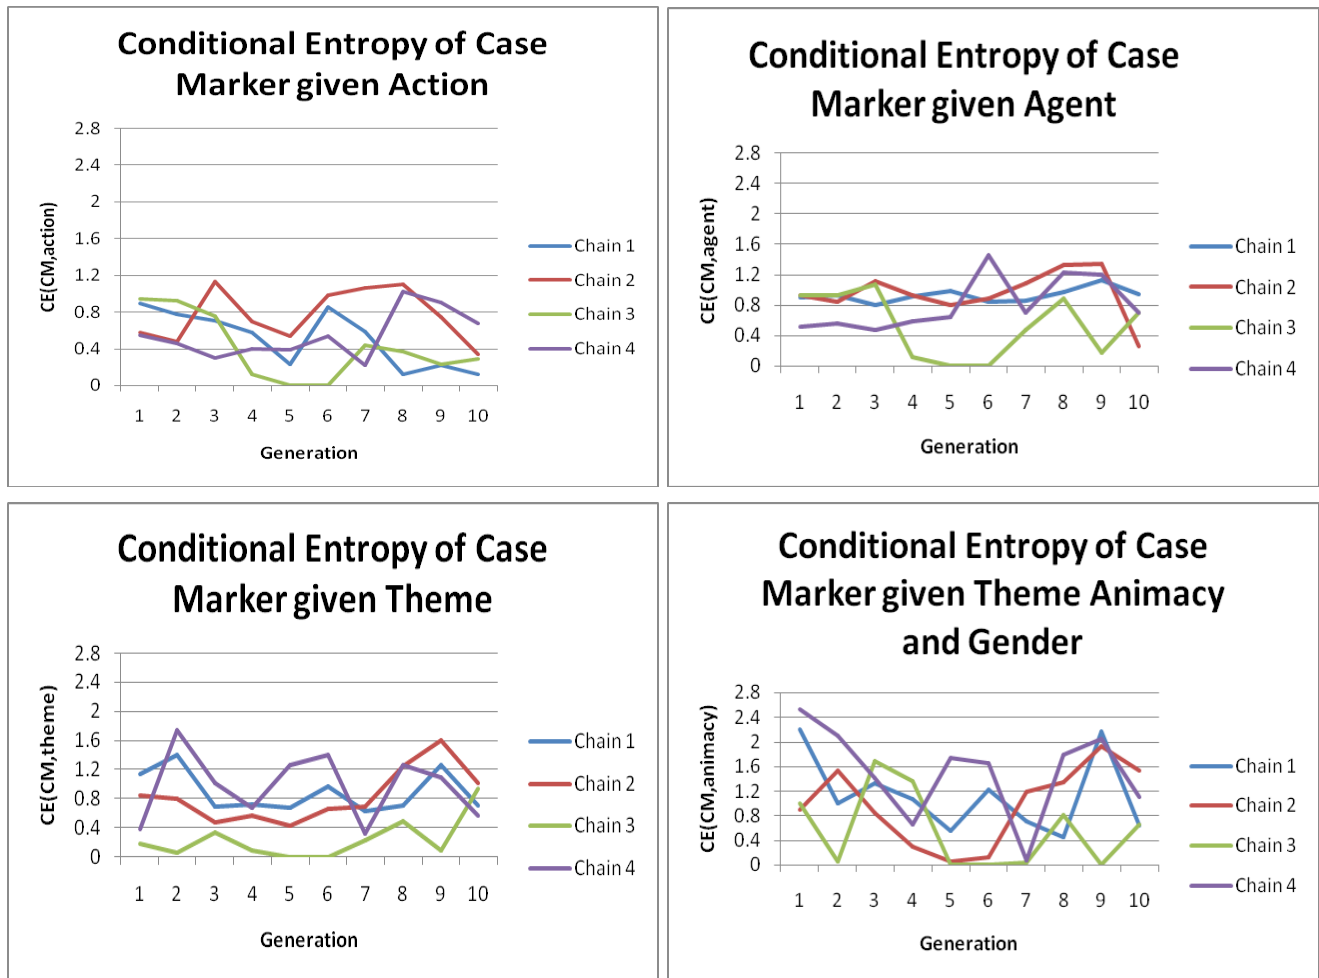 Conditional Entropy of Case
Marker given Action
CE(CM,action)
2.8
2.4
2
1.6
1.2
0.8
0.4
0
1 2 3 4 5 6 7 8 9 10
Generation
Chain 1
Chain 2
Chain 3
Chain 4
Conditional Entropy of Case
Marker given Agent
CE(CM,agent)
2.8
2.4
2
1.6
1.2
0.8
0.4
0
1 2 3 4 5 6 7 8 9 10
Generation
Chain 1
Chain 2
Chain 3
Chain 4
Conditional Entropy of Case
Marker given Theme
CE(CM,theme)
2.8
2.4
2
1.6
1.2
0.8
0.4
0
1 2 3 4 5 6 7 8 9 10
Generation
Chain 1
Chain 2
Chain 3
Chain 4
Conditional Entropy of Case
Marker given Theme Animacy
and Gender
CE(CM,animacy)
2.8
2.4
2
1.6
1.2
0.8
0.4
0
1 2 3 4 5 6 7 8 9 10
Generation
Chain 1
Chain 2
Chain 3
Chain 4